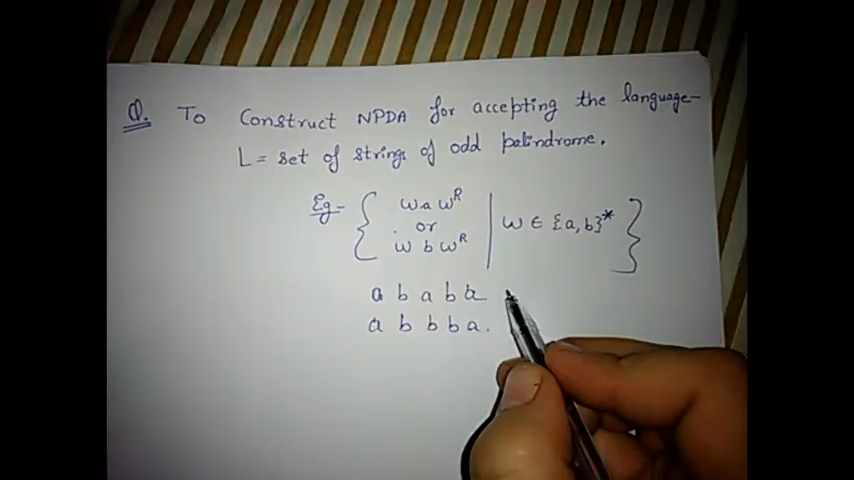 Q. To Construct NPDA for accepting the language-
L = set of strings of odd palindrome.
Eg- { w a w^R or w b w^R | w ∈ {a,b}* }
a b a b a
a b b b a.